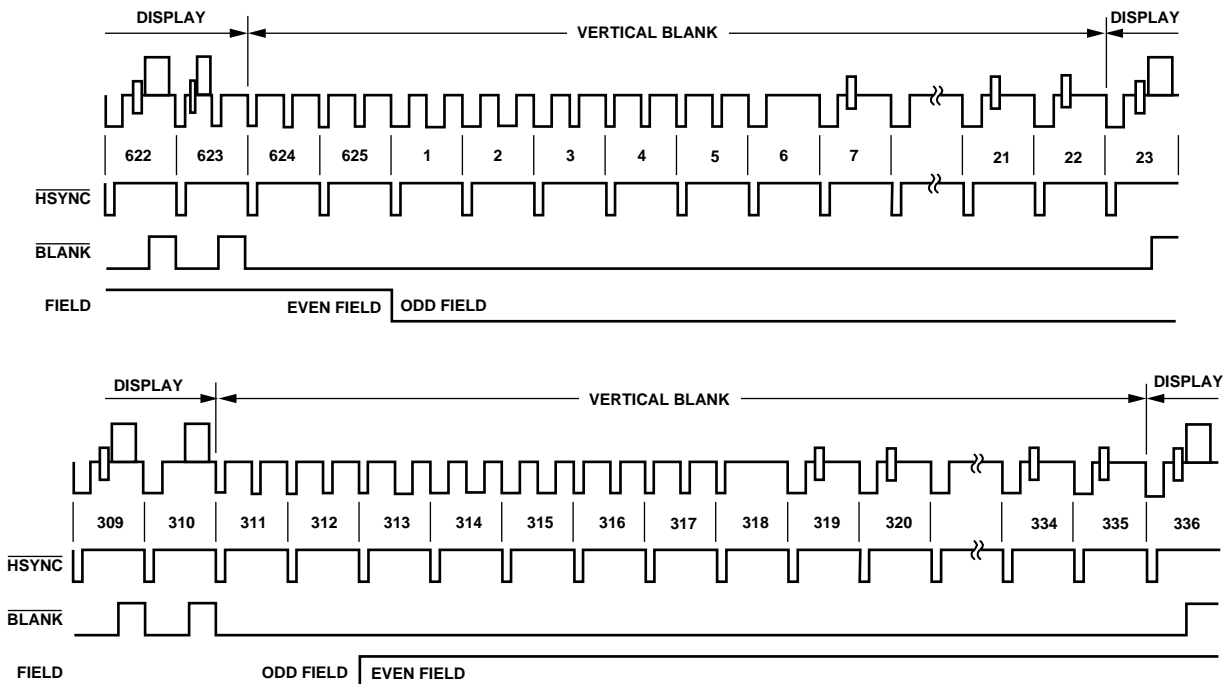 DISPLAY VERTICAL BLANK DISPLAY
622 623 624 625 1 2 3 4 5 6 7 21 22 23
HSYNC
BLANK
FIELD EVEN FIELD ODD FIELD
DISPLAY VERTICAL BLANK DISPLAY
309 310 311 312 313 314 315 316 317 318 319 320 334 335 336
HSYNC
BLANK
FIELD ODD FIELD EVEN FIELD